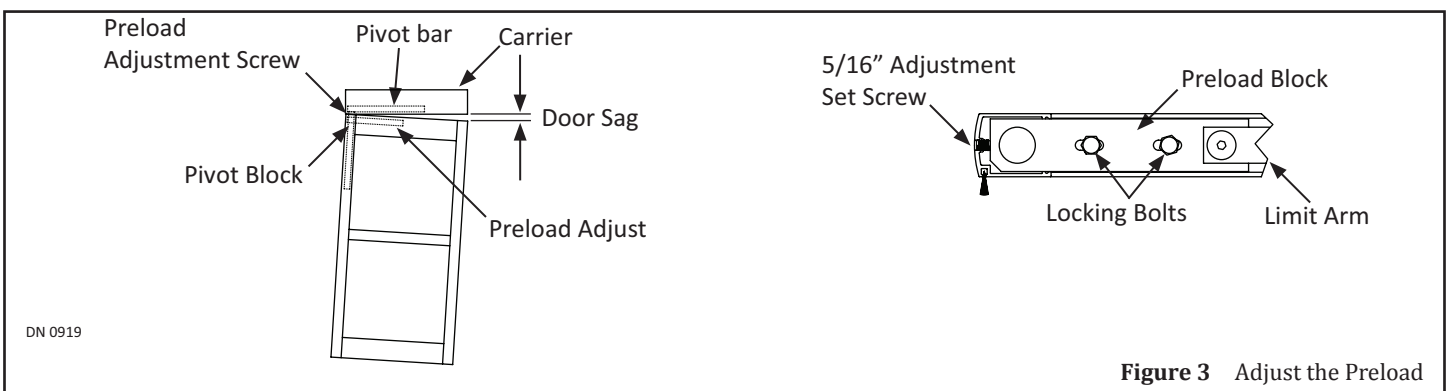 Preload
Adjustment Screw
Pivot bar
Carrier
Door Sag
Pivot Block
Preload Adjust
DN 0919
5/16” Adjustment
Set Screw
Preload Block
Locking Bolts
Limit Arm
Figure 3 Adjust the Preload